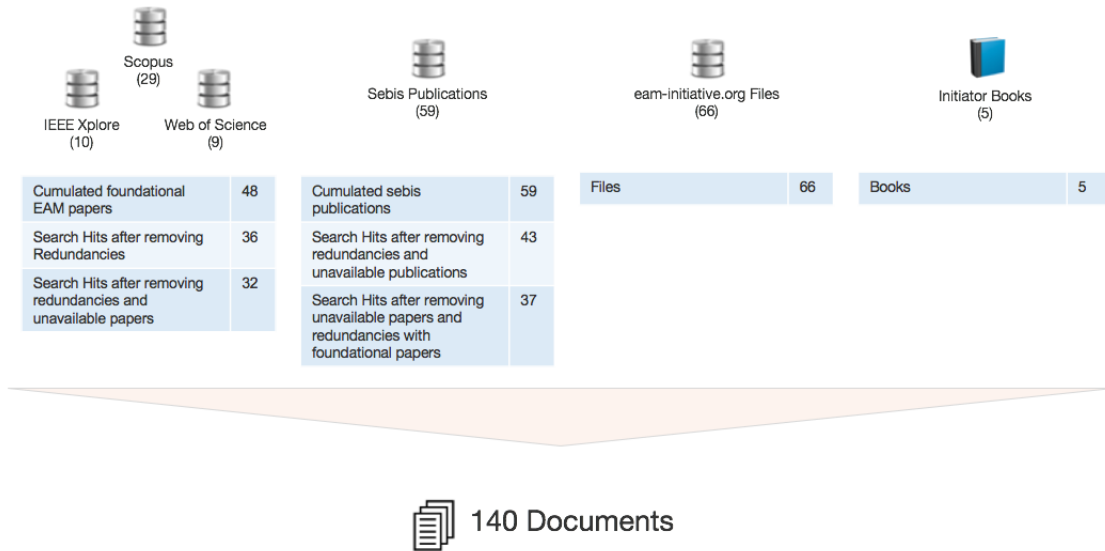 Scopus
(29)
IEEE Xplore
(10)
Web of Science
(9)
Sebis Publications
(59)
eam-initiative.org Files
(66)
Initiator Books
(5)
Cumulated foundational
EAM papers
48
Search Hits after removing
Redundancies
36
Search Hits after removing
redundancies and
unavailable papers
32
Cumulated sebis
publications
59
Search Hits after removing
redundancies and
unavailable publications
43
Search Hits after removing
unavailable papers and
redundancies with
foundational papers
37
Files
66
Books
5
140 Documents